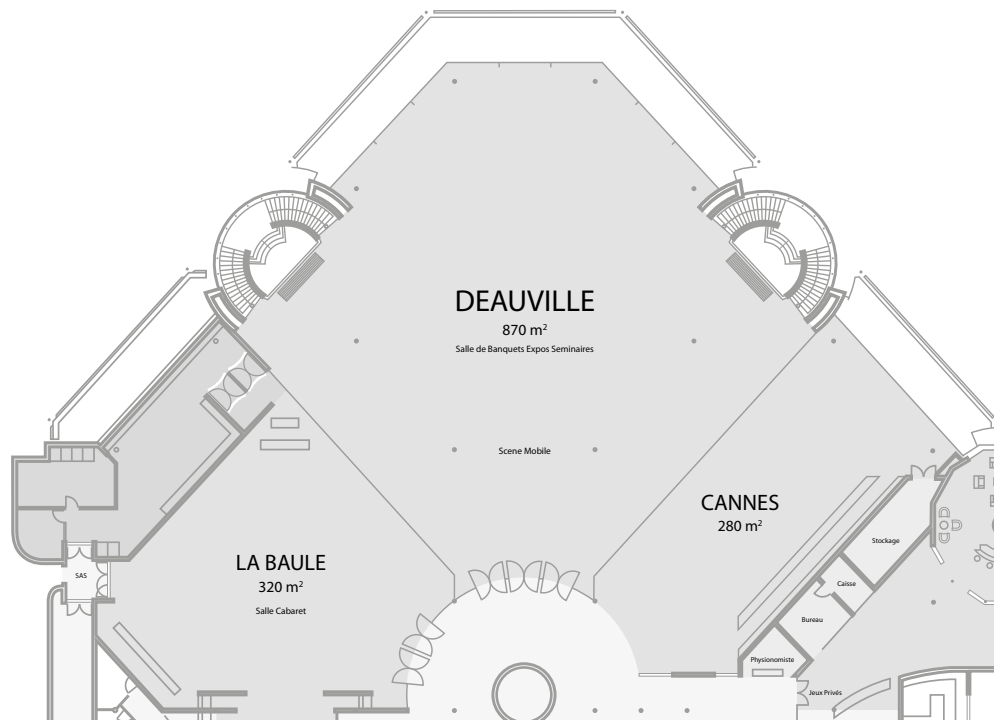 DEAUVILLE
870 m²
Salle de Banquets Expos Seminaires
Scene Mobile
CANNES
280 m²
Stockage
LA BAULE
320 m²
Salle Cabaret
SAS
Caisse
Bureau
Physionomiste
Jeux Privés